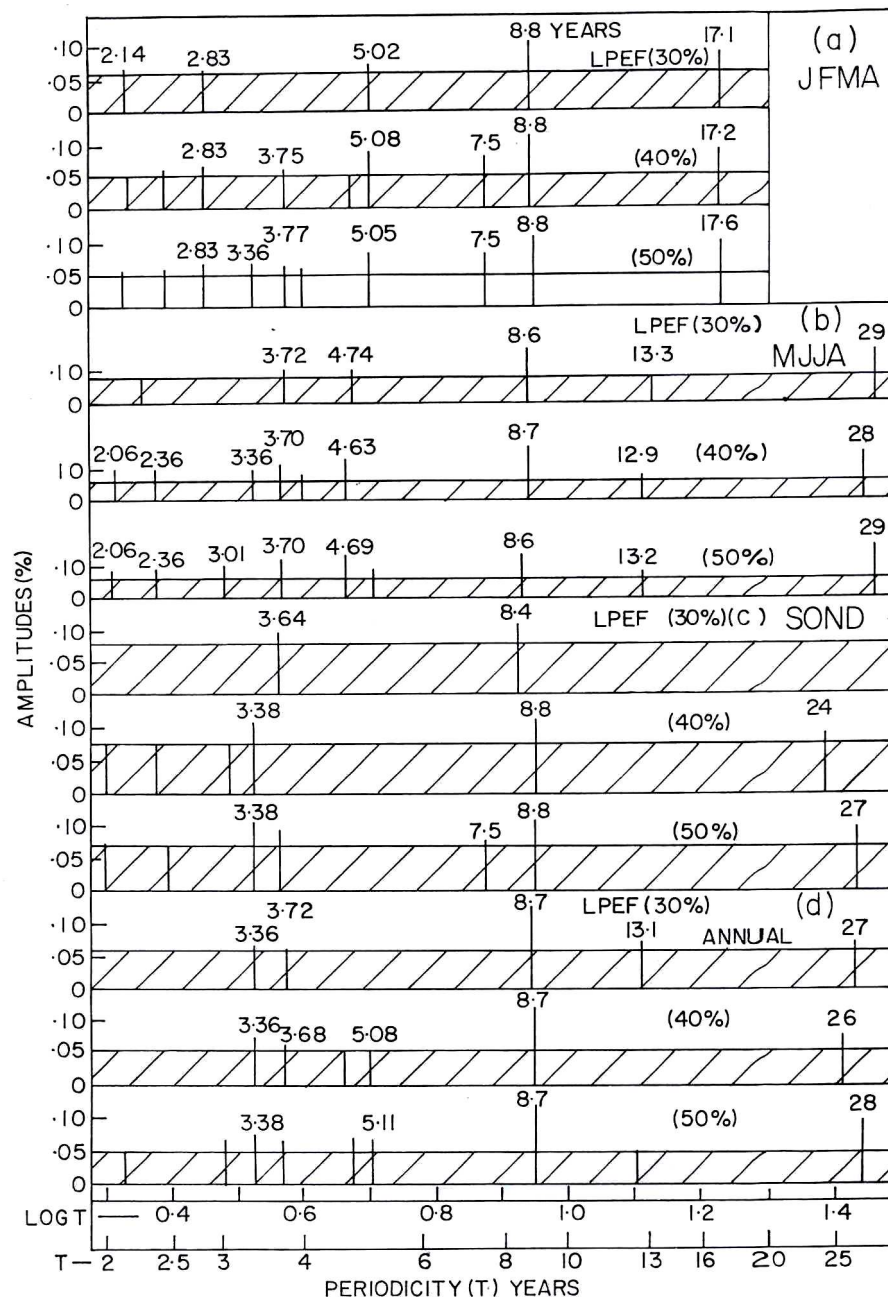 8·8 YEARS (a)
·10 2·14 2·83 5·02 LPEF(30%) 17·1 JFMA
·05
0
·10 2·83 3·75 5·08 7·5 8·8 (40%) 17·2
·05
0
·10 2·83 3·36 3·77 5·05 7·5 8·8 (50%) 17·6
·05
0
LPEF(30%) (b)
·10 3·72 4·74 8·6 13·3 MJJA 29
0
10 2·06 2·36 3·36 3·70 4·63 8·7 12·9 (40%) 28
0
·10 2·06 2·36 3·01 3·70 4·69 8·6 13·2 (50%) 29
0
AMPLITUDES (%)
·10 3·64 8·4 LPEF (30%)(C) SOND
·05
0
·10 3·38 8·8 (40%) 24
·05
0
·10 3·38 7·5 8·8 (50%) 27
·05
0
3·72 8·7 LPEF(30%) (d)
·10 3·36 13·1 ANNUAL 27
·05
0
8·7
·10 3·36 3·68 5·08 (40%) 26
·05
0
8·7
·10 3·38 5·11 (50%) 28
·05
0
LOG T 0·4 0·6 0·8 1·0 1·2 1·4
T 2 2·5 3 4 6 8 10 13 16 20 25
PERIODICITY (T) YEARS